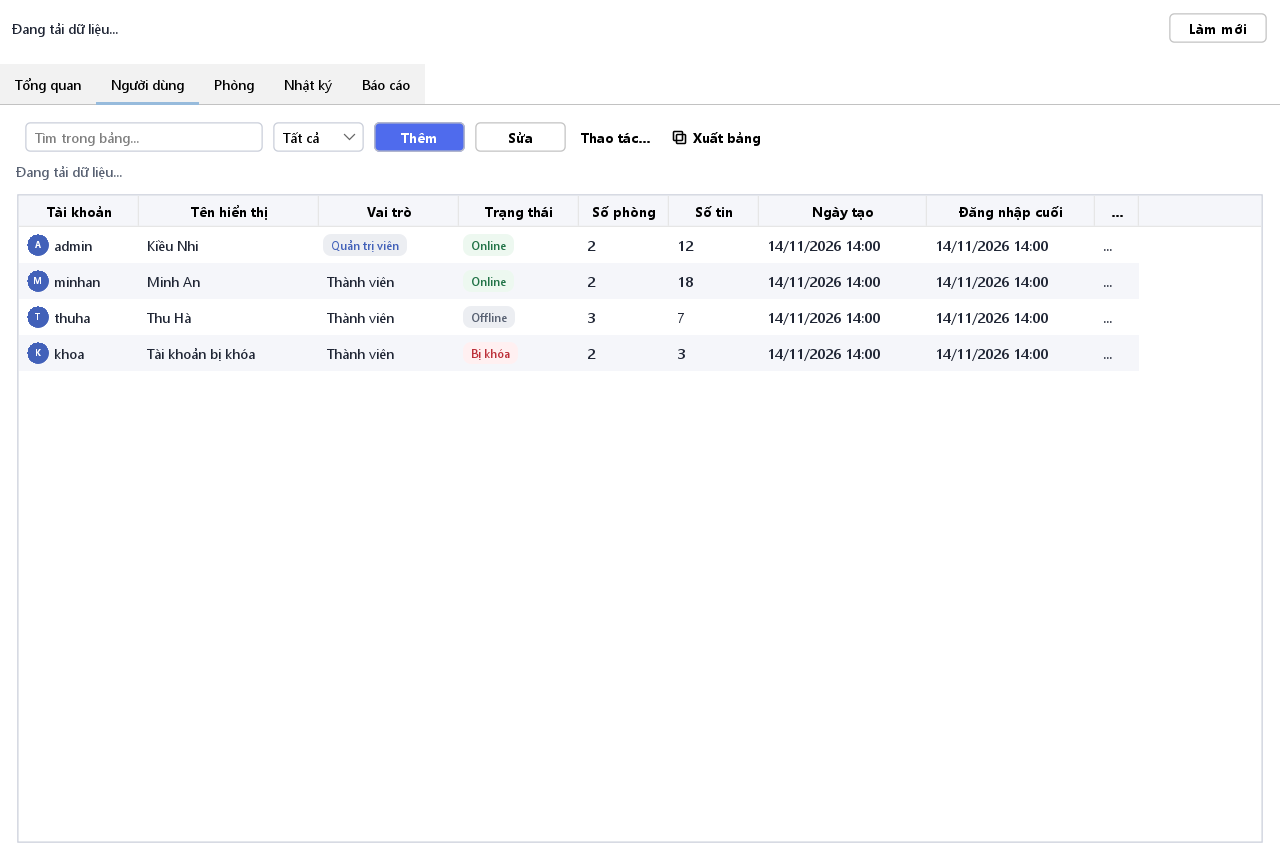 Đang tải dữ liệu...
Làm mới
Tổng quan Người dùng Phòng Nhật ký Báo cáo
Tìm trong bảng... Tất cả Thêm Sửa Thao tác... Xuất bảng
Đang tải dữ liệu...
Tài khoản Tên hiển thị Vai trò Trạng thái Số phòng Số tin Ngày tạo Đăng nhập cuối ...
A admin Kiều Nhi Quản trị viên Online 2 12 14/11/2026 14:00 14/11/2026 14:00 ...
M minhan Minh An Thành viên Online 2 18 14/11/2026 14:00 14/11/2026 14:00 ...
T thuha Thu Hà Thành viên Offline 3 7 14/11/2026 14:00 14/11/2026 14:00 ...
K khoa Tài khoản bị khóa Thành viên Bị khóa 2 3 14/11/2026 14:00 14/11/2026 14:00 ...